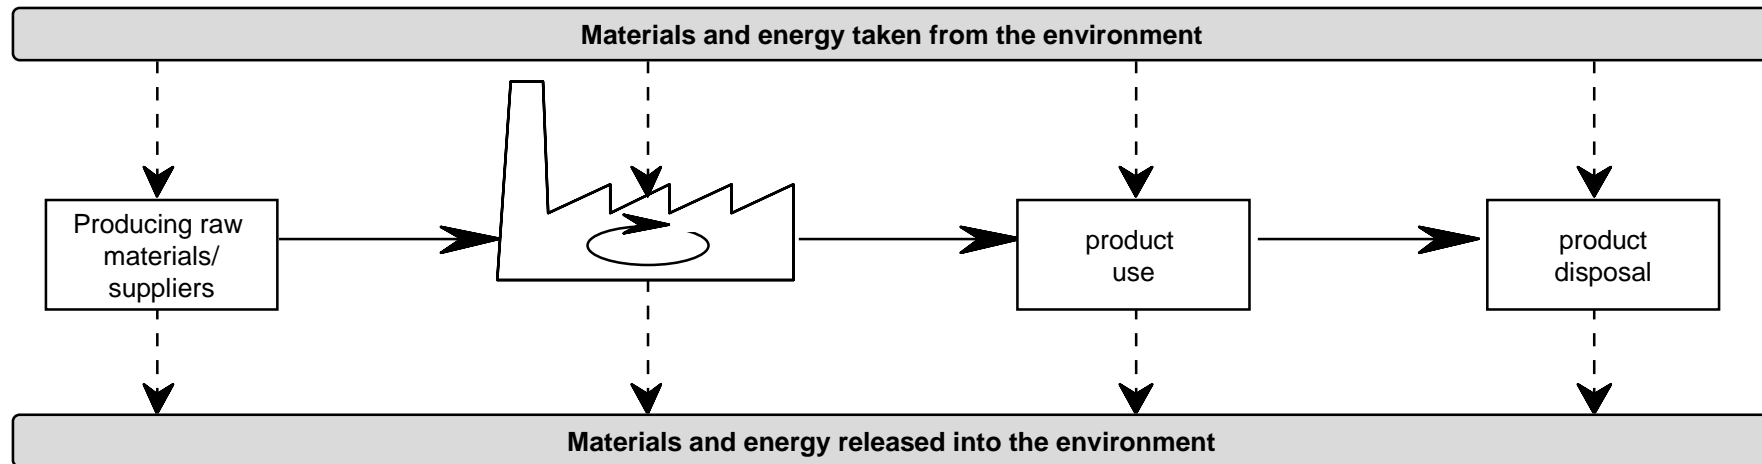 Materials and energy taken from the environment
Producing raw
materials/
suppliers
product
use
product
disposal
Materials and energy released into the environment